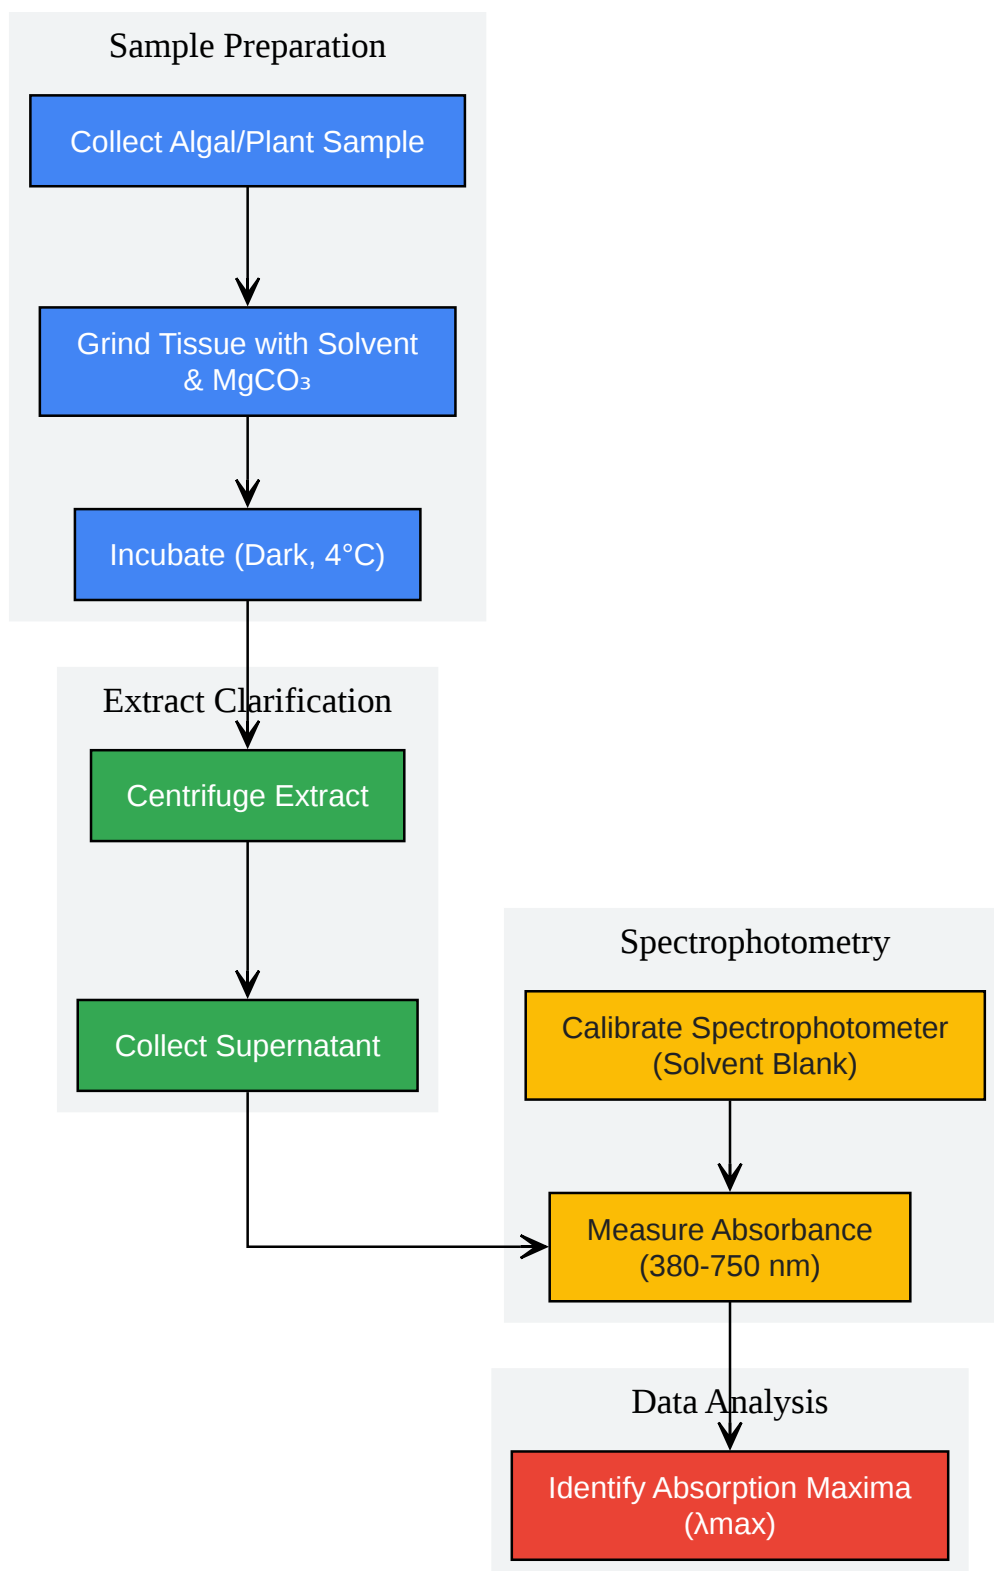 Sample Preparation
Collect Algal/Plant Sample
Grind Tissue with Solvent
& MgCO₃
Incubate (Dark, 4°C)
Extract Clarification
Centrifuge Extract
Collect Supernatant
Spectrophotometry
Calibrate Spectrophotometer
(Solvent Blank)
Measure Absorbance
(380-750 nm)
Data Analysis
Identify Absorption Maxima
(λmax)